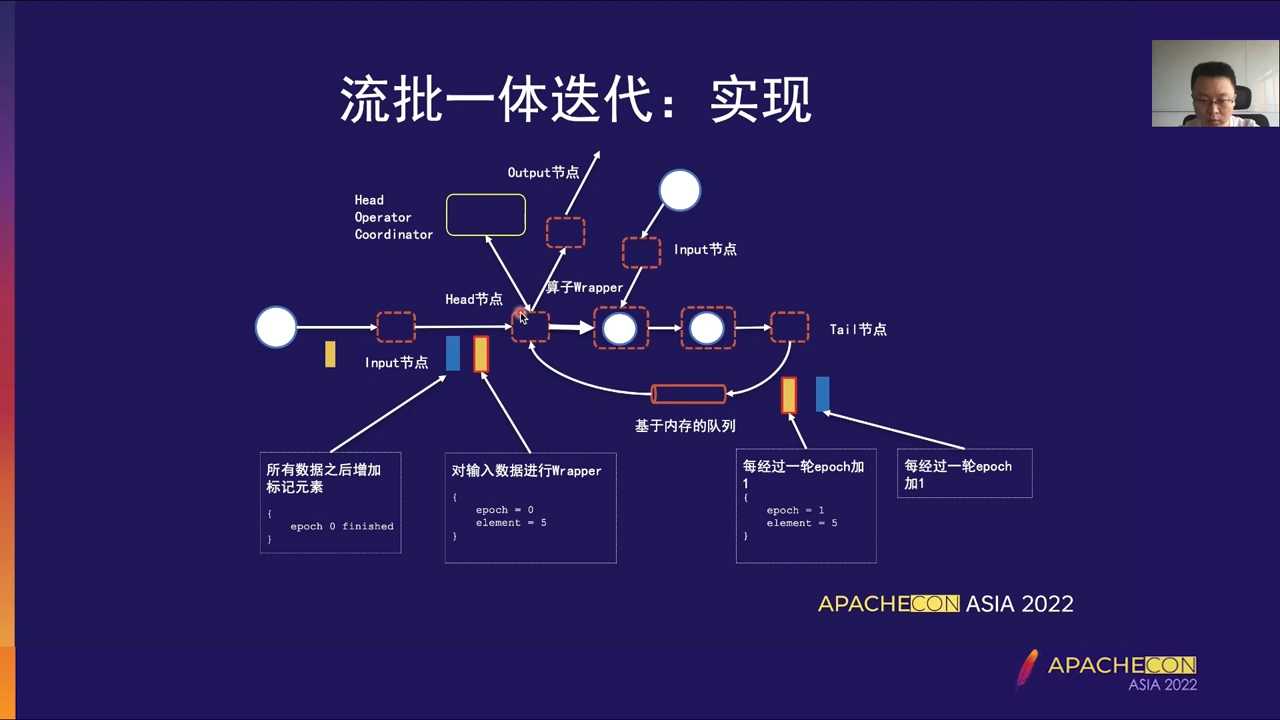 流批一体迭代：实现
Output节点
Head
Operator
Coordinator
Input节点
算子Wrapper
Head节点
Tail节点
Input节点
基于内存的队列
所有数据之后增加
标记元素
{
epoch 0 finished
}
对输入数据进行Wrapper
{
epoch = 0
element = 5
}
每经过一轮epoch加
1
{
epoch = 1
element = 5
}
每经过一轮epoch
加1
APACHECON ASIA 2022
APACHECON
ASIA 2022